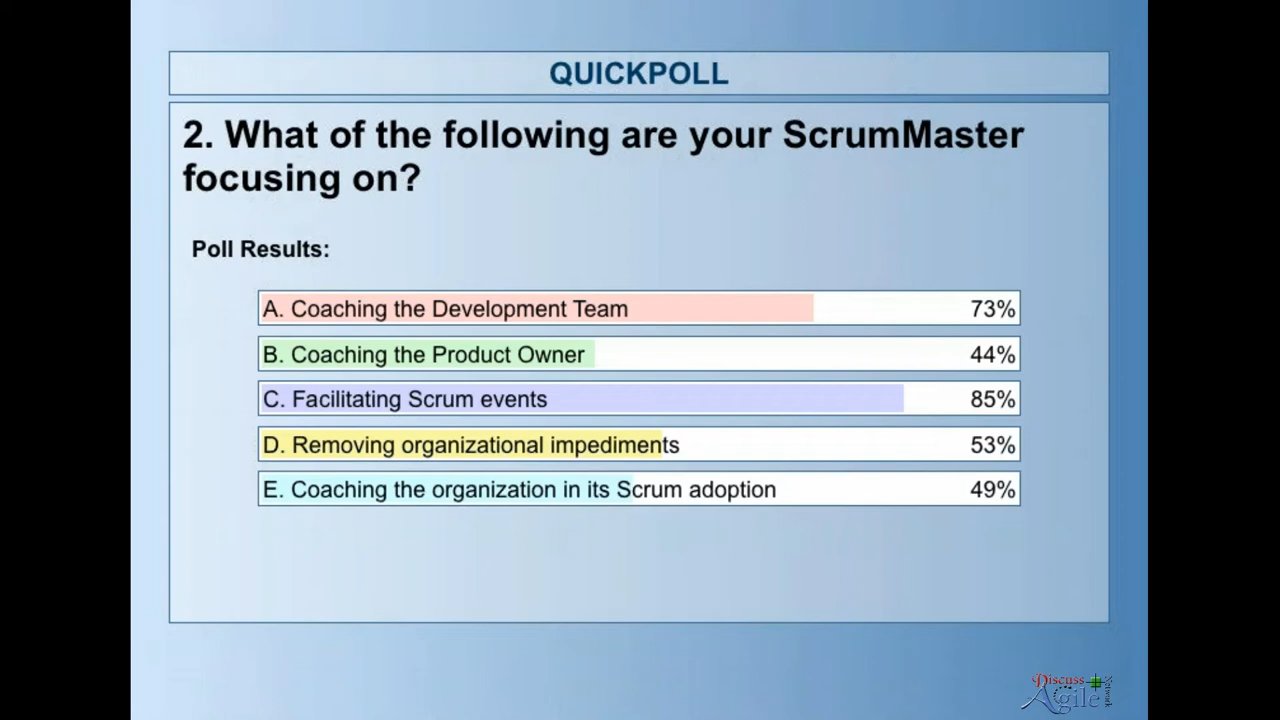 QUICKPOLL
2. What of the following are your ScrumMaster
focusing on?
Poll Results:
A. Coaching the Development Team 73%
B. Coaching the Product Owner 44%
C. Facilitating Scrum events 85%
D. Removing organizational impediments 53%
E. Coaching the organization in its Scrum adoption 49%
Discuss
Agile
Network